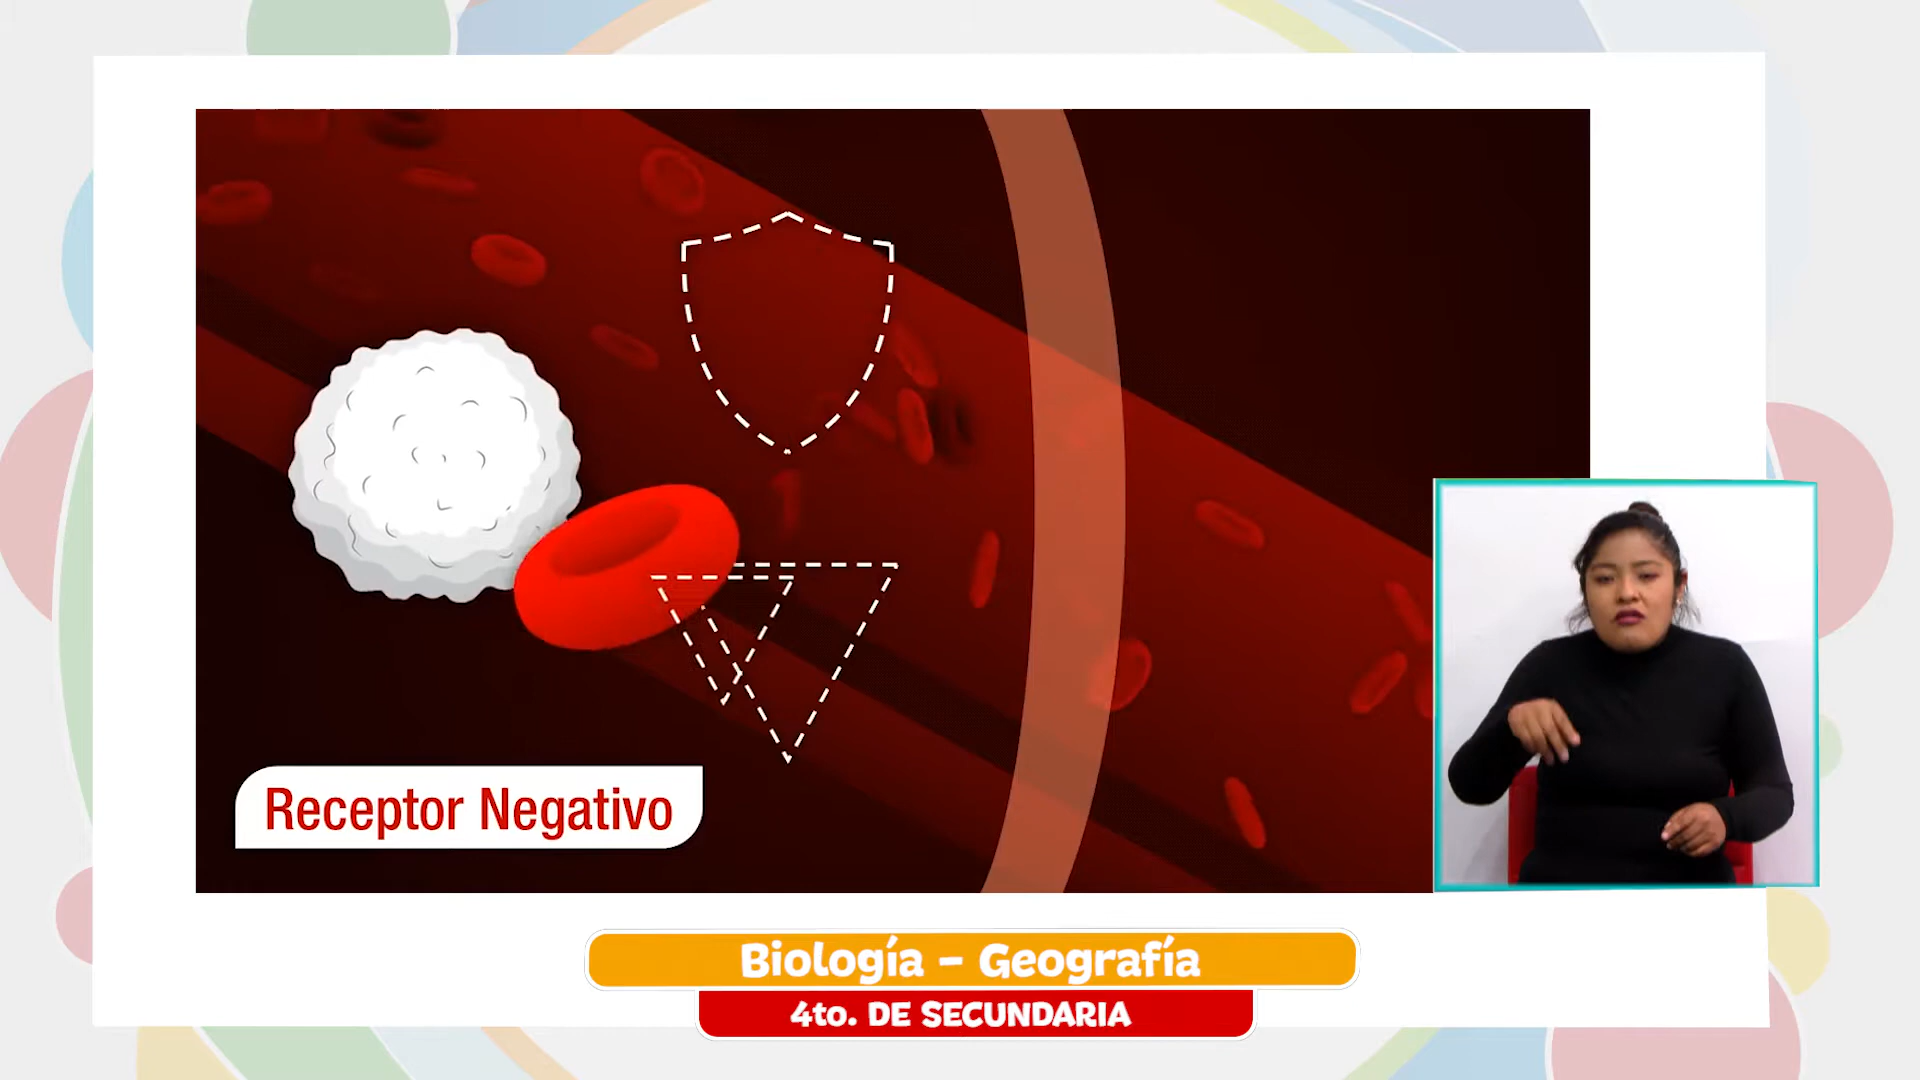 Receptor Negativo
Biología - Geografía
4to. DE SECUNDARIA